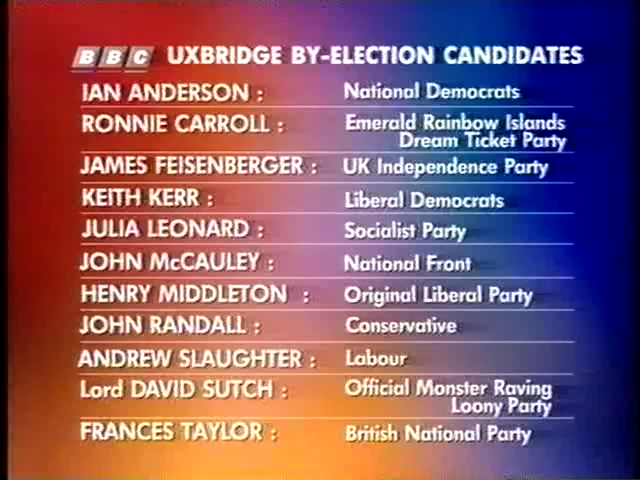 BBC UXBRIDGE BY-ELECTION CANDIDATES
IAN ANDERSON : National Democrats
RONNIE CARROLL : Emerald Rainbow Islands
Dream Ticket Party
JAMES FEISENBERGER : UK Independence Party
KEITH KERR : Liberal Democrats
JULIA LEONARD : Socialist Party
JOHN McCAULEY : National Front
HENRY MIDDLETON : Original Liberal Party
JOHN RANDALL : Conservative
ANDREW SLAUGHTER : Labour
Lord DAVID SUTCH : Official Monster Raving
Loony Party
FRANCES TAYLOR : British National Party